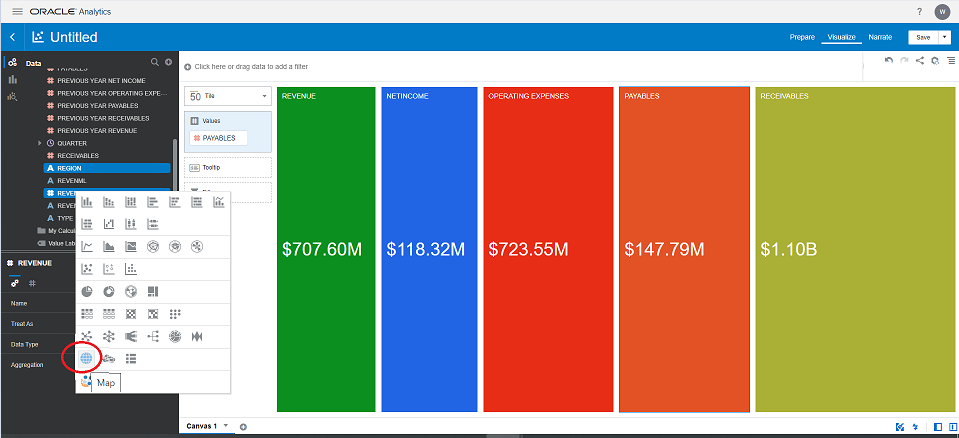 ORACLE Analytics
? W
Untitled
Prepare Visualize Narrate Save
Data
Click here or drag data to add a filter
PREVIOUS YEAR NET INCOME
PREVIOUS YEAR OPERATING EXPE...
PREVIOUS YEAR PAYABLES
PREVIOUS YEAR RECEIVABLES
PREVIOUS YEAR REVENUE
QUARTER
RECEIVABLES
A REGION
A REVENML
A
A TYPE
My Calcul
Value Lab
REVENUE
Name
Treat As
Data Type
Aggregation
Map
50 Tile
Values
PAYABLES
Tooltip
REVENUE
$707.60M
NETINCOME
$118.32M
OPERATING EXPENSES
$723.55M
PAYABLES
$147.79M
RECEIVABLES
$1.10B
Canvas 1